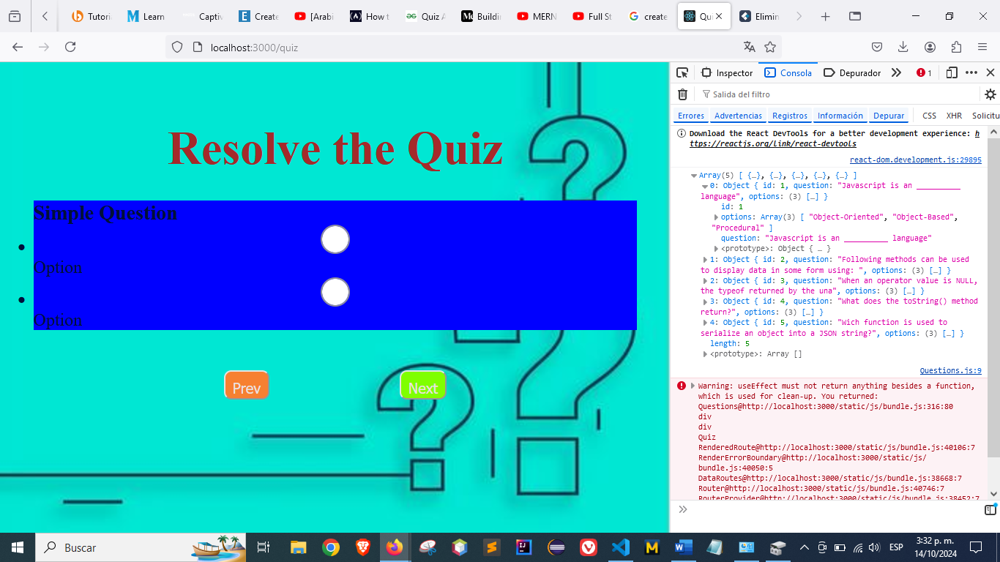 Tutori
Learn
Captiv
Create
[Arabi
How t
Quiz A
Buildin
MERN
Full St
create
Qui
Elimin
localhost:3000/quiz
Inspector
Consola
Depurador
1
Salida del filtro
Errores
Advertencias
Registros
Información
Depurar
CSS
XHR
Solicitu
Download the React DevTools for a better development experience: h
ttps://reactjs.org/link/react-devtools
react-dom.development.js:29895
Array(5) [ {…}, {…}, {…}, {…}, {…} ]
0: Object { id: 1, question: "Javascript is an __________
language", options: (3) […] }
id: 1
options: Array(3) [ "Object-Oriented", "Object-Based",
"Procedural" ]
question: "Javascript is an __________ language"
<prototype>: Object { … }
1: Object { id: 2, question: "Following methods can be used
to display data in some form using: ", options: (3) […] }
2: Object { id: 3, question: "When an operator value is NULL,
the typeof returned by the una", options: (3) […] }
3: Object { id: 4, question: "What does the toString() method
return?", options: (3) […] }
4: Object { id: 5, question: "Wich function is used to
serialize an object into a JSON string?", options: (3) […] }
length: 5
<prototype>: Array []
Questions.js:9
Warning: useEffect must not return anything besides a function,
which is used for clean-up. You returned:
Questions@http://localhost:3000/static/js/bundle.js:316:80
div
div
Quiz
RenderedRoute@http://localhost:3000/static/js/bundle.js:40106:7
RenderErrorBoundary@http://localhost:3000/static/js/
bundle.js:40050:5
DataRoutes@http://localhost:3000/static/js/bundle.js:38668:7
Router@http://localhost:3000/static/js/bundle.js:40746:7
RouterProvider@http://localhost:3000/static/js/bundle.js:38452:7
Resolve the Quiz
Simple Question
Option
Option
Prev
Next
Buscar
ESP
3:32 p. m.
14/10/2024